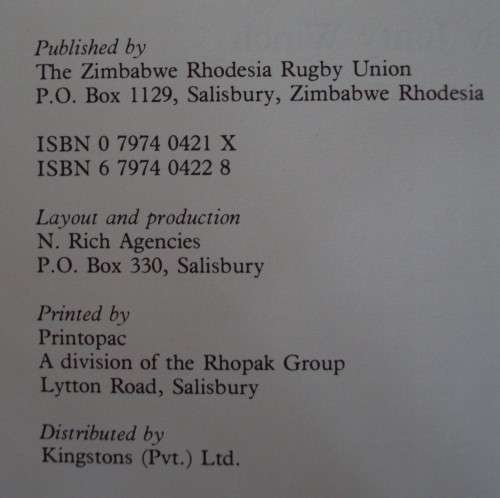 Published by
The Zimbabwe Rhodesia Rugby Union
P.O. Box 1129, Salisbury, Zimbabwe Rhodesia
ISBN 0 7974 0421 X
ISBN 6 7974 0422 8
Layout and production
N. Rich Agencies
P.O. Box 330, Salisbury
Printed by
Printopac
A division of the Rhopak Group
Lytton Road, Salisbury
Distributed by
Kingstons (Pvt.) Ltd.